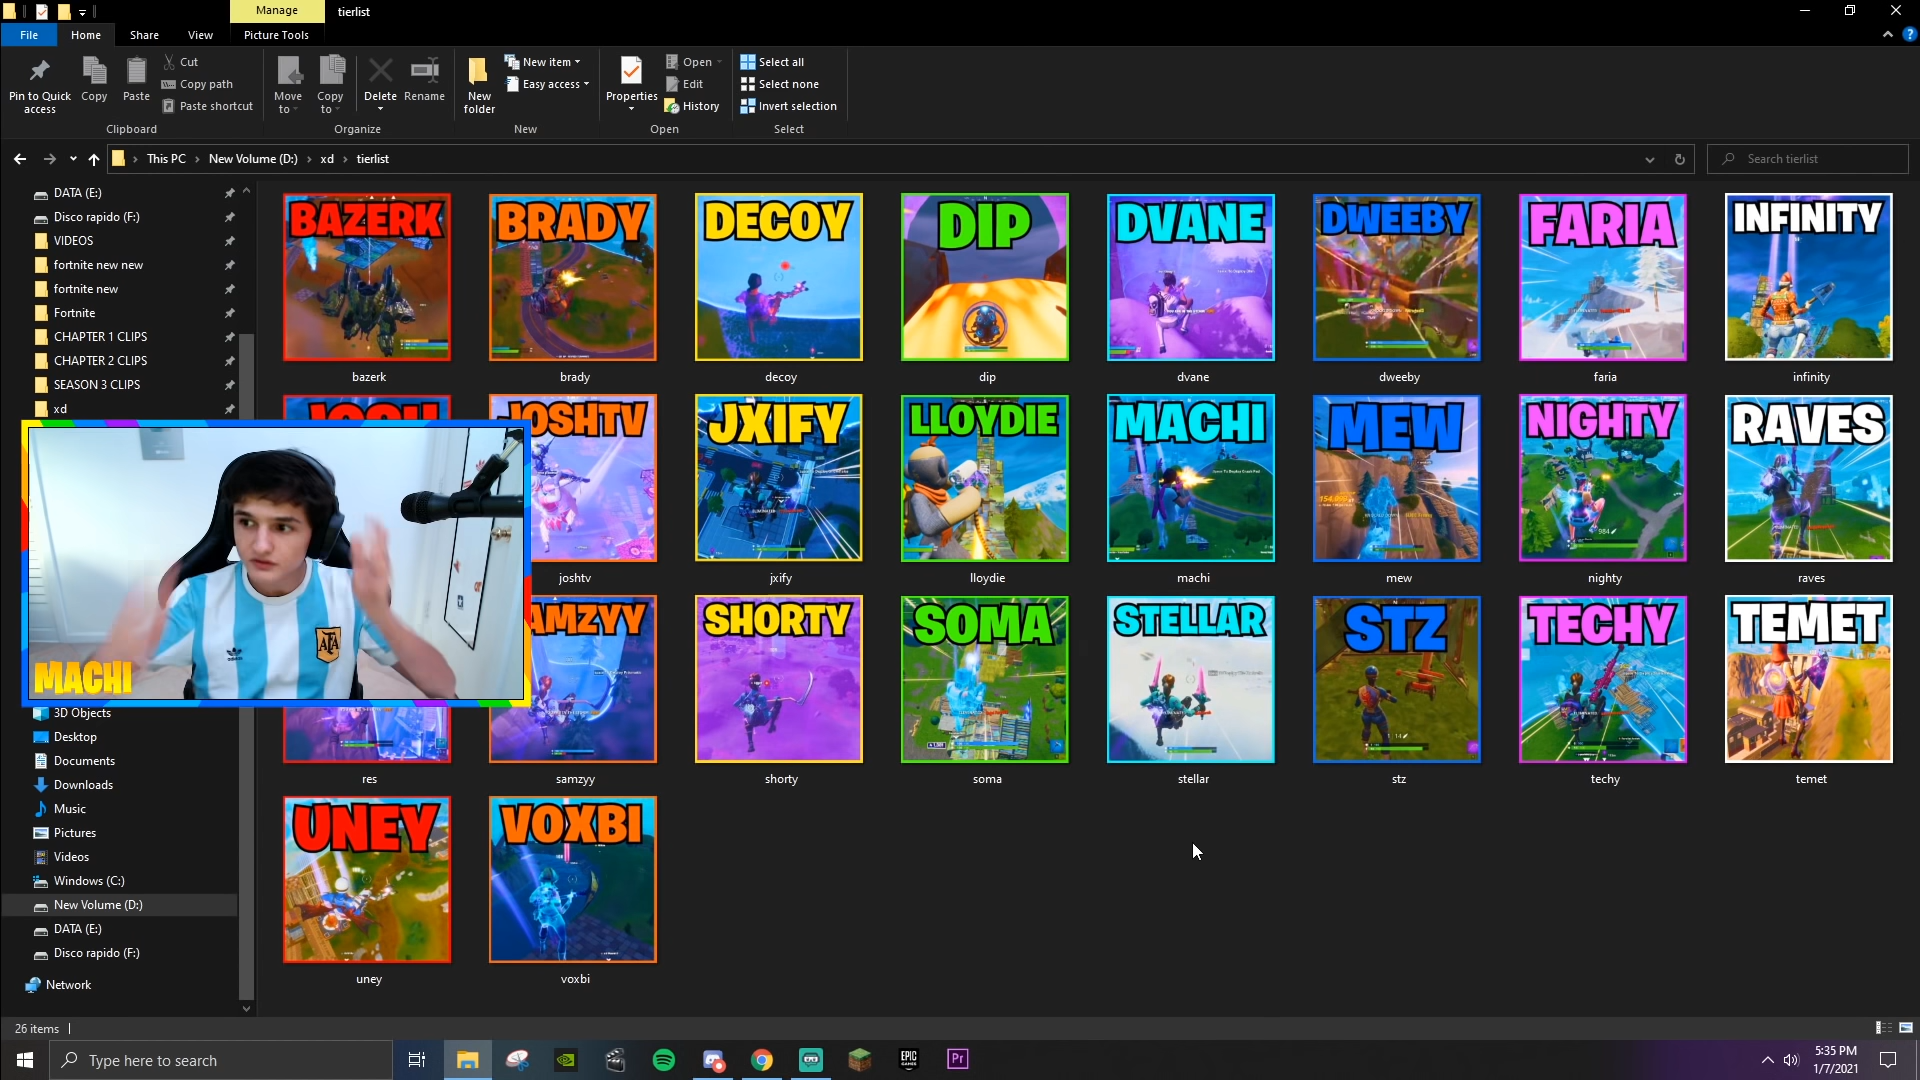 Manage
tierlist
File
Home
Share
View
Picture Tools
Pin to Quick access
Copy
Paste
Cut
Copy path
Paste shortcut
Clipboard
Move to
Copy to
Delete
Rename
Organize
New folder
New item
Easy access
New
Properties
Open
Edit
History
Open
Select all
Select none
Invert selection
Select
This PC
New Volume (D:)
xd
tierlist
Search tierlist
DATA (E:)
Disco rapido (F:)
VIDEOS
fortnite new new
fortnite new
Fortnite
CHAPTER 1 CLIPS
CHAPTER 2 CLIPS
SEASON 3 CLIPS
xd
MACHI
3D Objects
Desktop
Documents
Downloads
Music
Pictures
Videos
Windows (C:)
New Volume (D:)
DATA (E:)
Disco rapido (F:)
Network
BAZERK
BRADY
DECOY
DIP
DVANE
DWEEBY
FARIA
INFINITY
bazerk
brady
decoy
dip
dvane
dweeby
faria
infinity
JOSHTV
JXIFY
LLOYDIE
MACHI
MEW
NIGHTY
RAVES
joshtv
jxify
lloydie
machi
mew
nighty
raves
SAMZYY
SHORTY
SOMA
STELLAR
STZ
TECHY
TEMET
res
samzyy
shorty
soma
stellar
stz
techy
temet
UNEY
VOXBI
uney
voxbi
26 items
Type here to search
EPIC GAMES
Pr
5:35 PM
1/7/2021